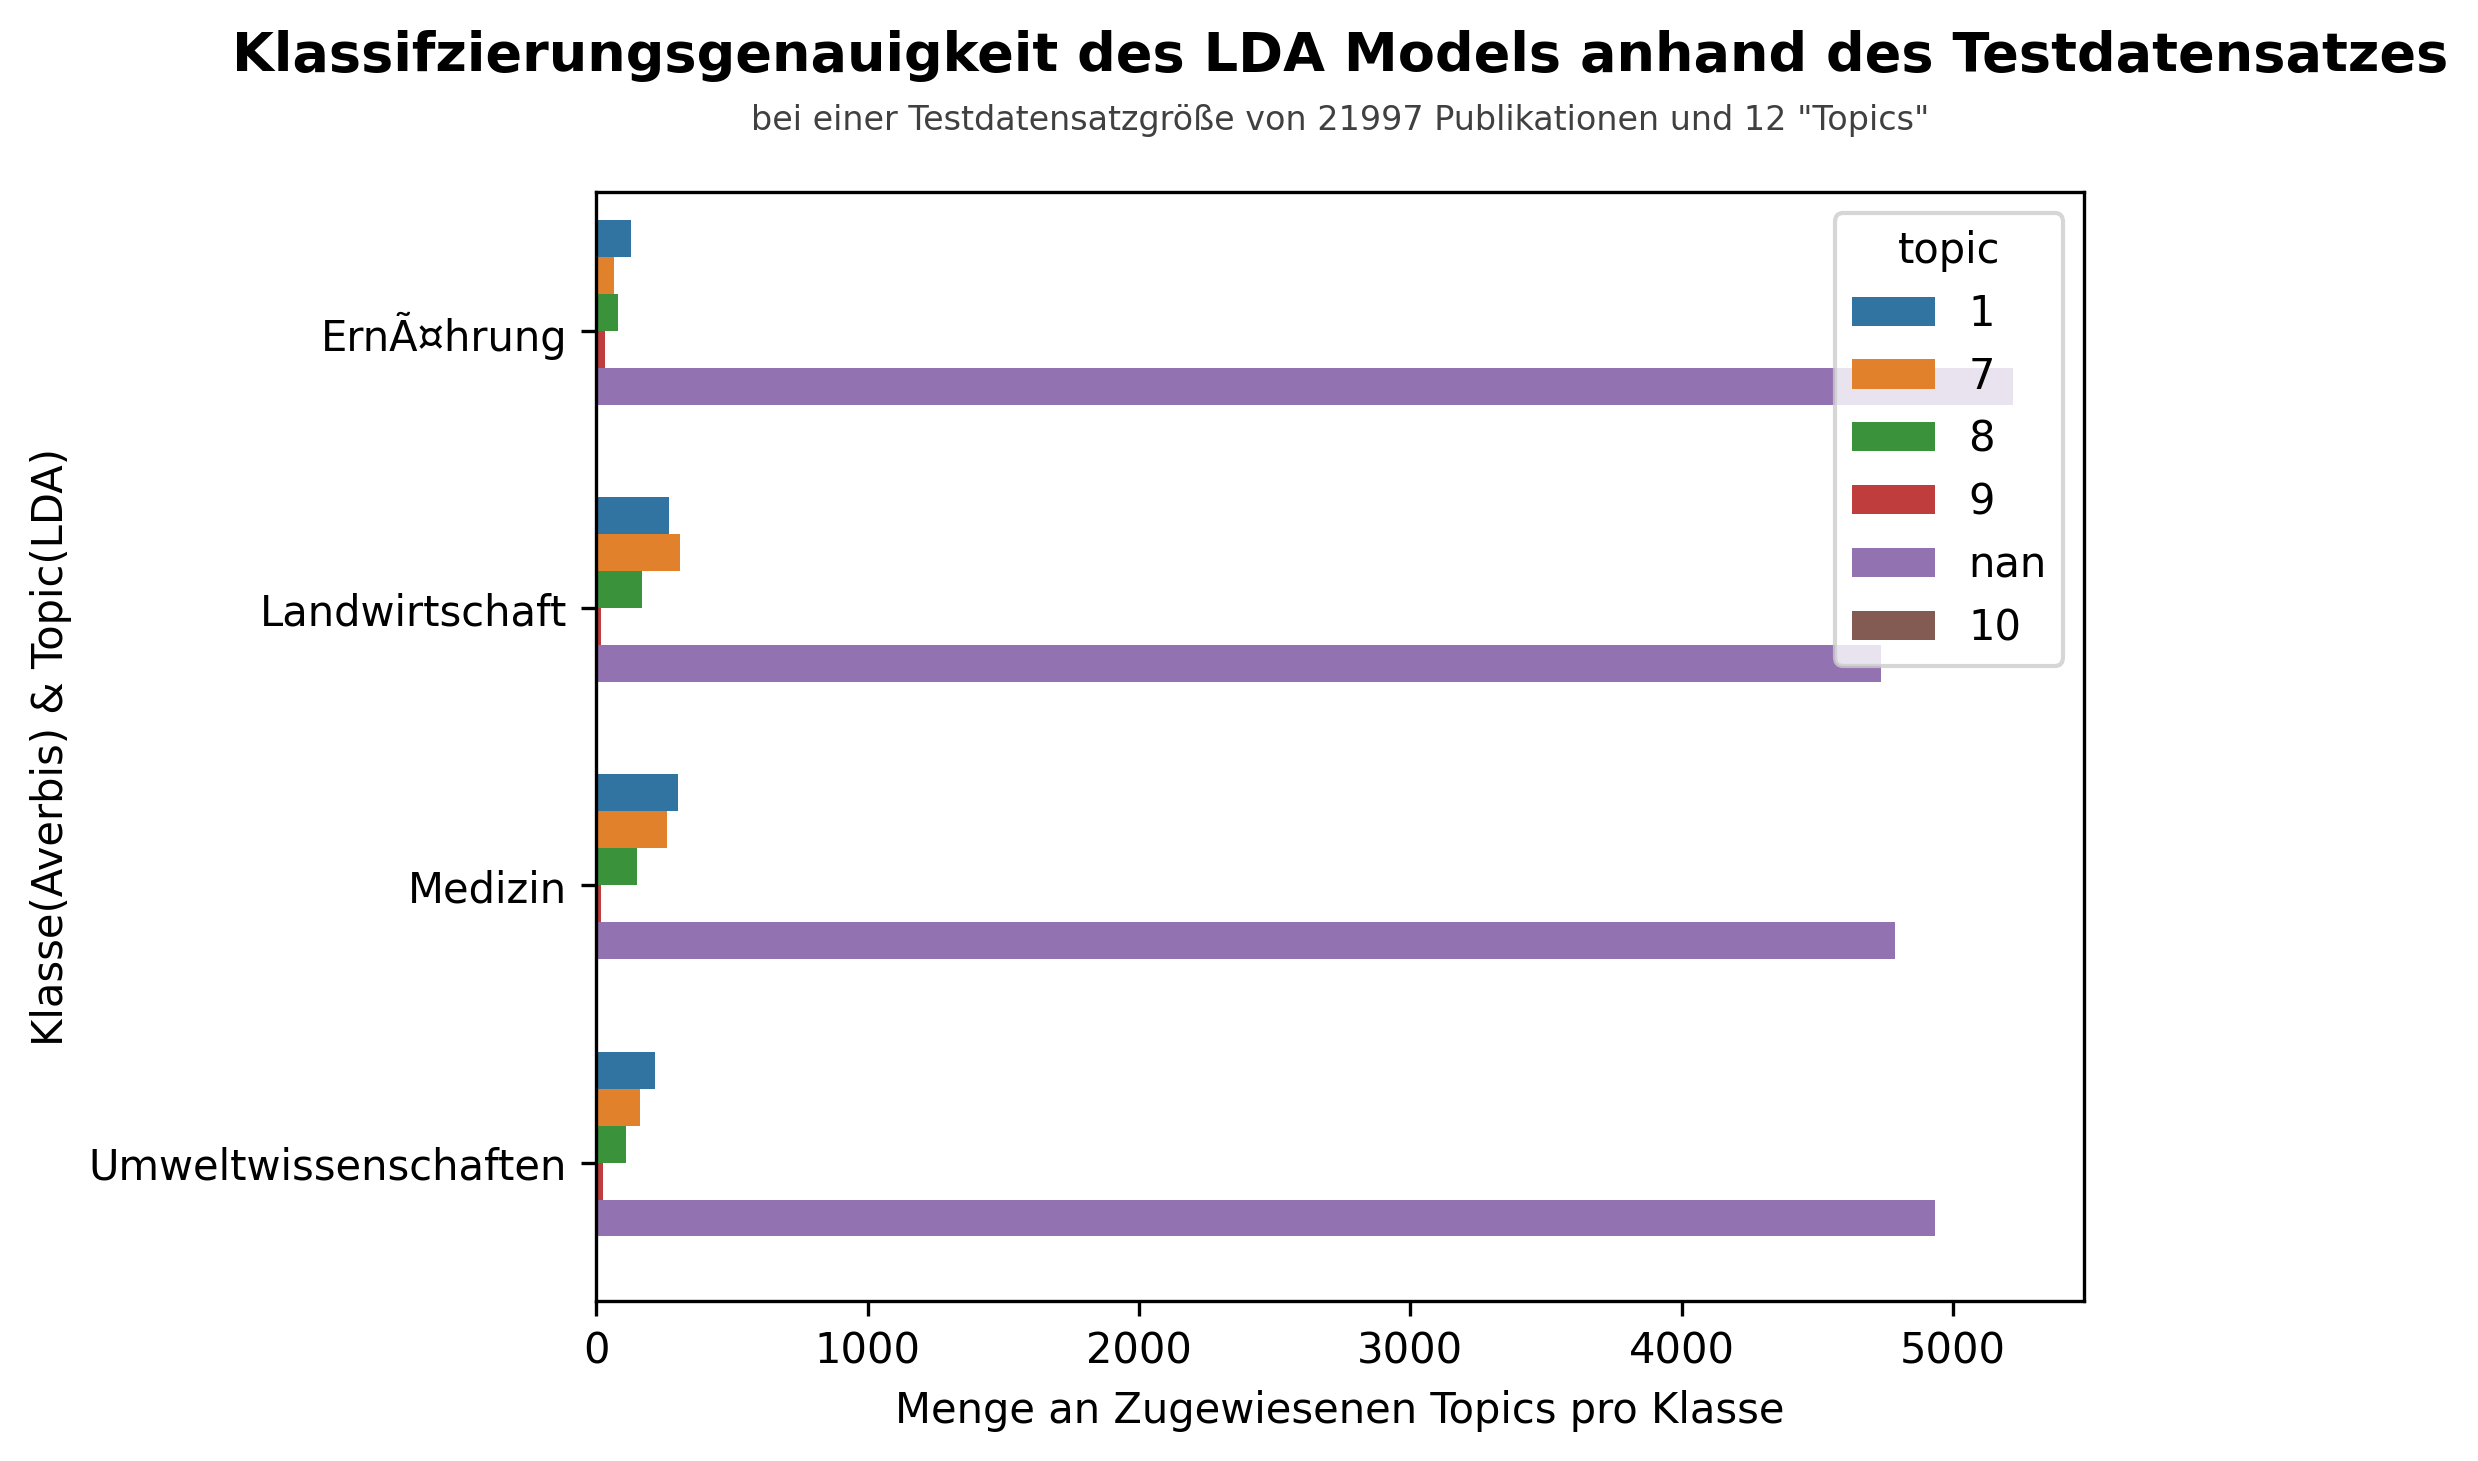 Klassifzierungsgenauigkeit des LDA Models anhand des Testdatensatzes
bei einer Testdatensatzgröße von 21997 Publikationen und 12 "Topics"
topic
1
7
8
9
nan
10
Klasse(Averbis) & Topic(LDA)
ErnÃ¤hrung
Landwirtschaft
Medizin
Umweltwissenschaften
0 1000 2000 3000 4000 5000
Menge an Zugewiesenen Topics pro Klasse